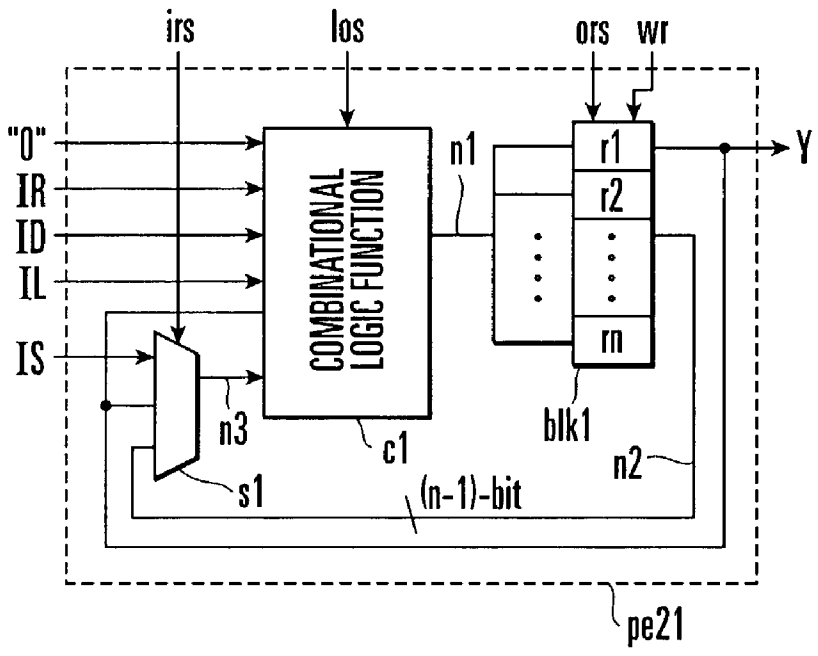 irs
los
ors
wr
"0"
IR
ID
IL
IS
COMBINATIONAL
LOGIC FUNCTION
n1
r1
r2
rn
Y
n3
c1
blk1
n2
s1
(n-1)-bit
pe21